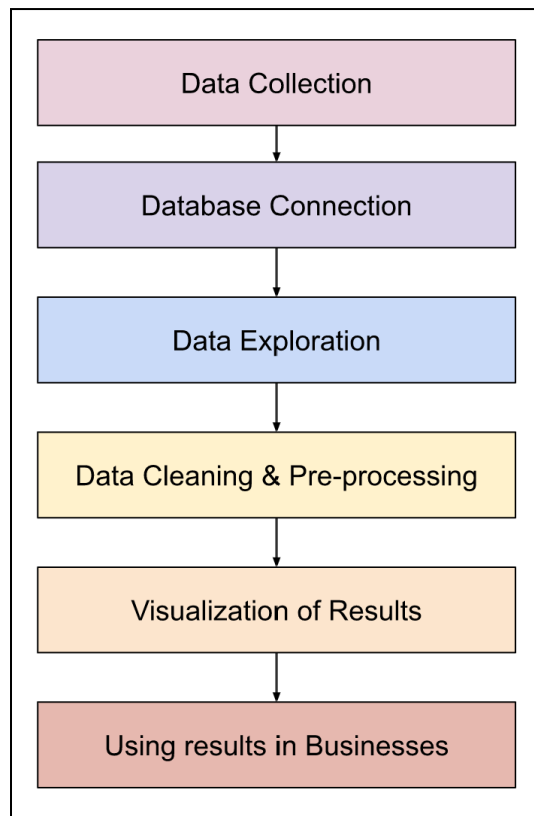 Data Collection
Database Connection
Data Exploration
Data Cleaning & Pre-processing
Visualization of Results
Using results in Businesses